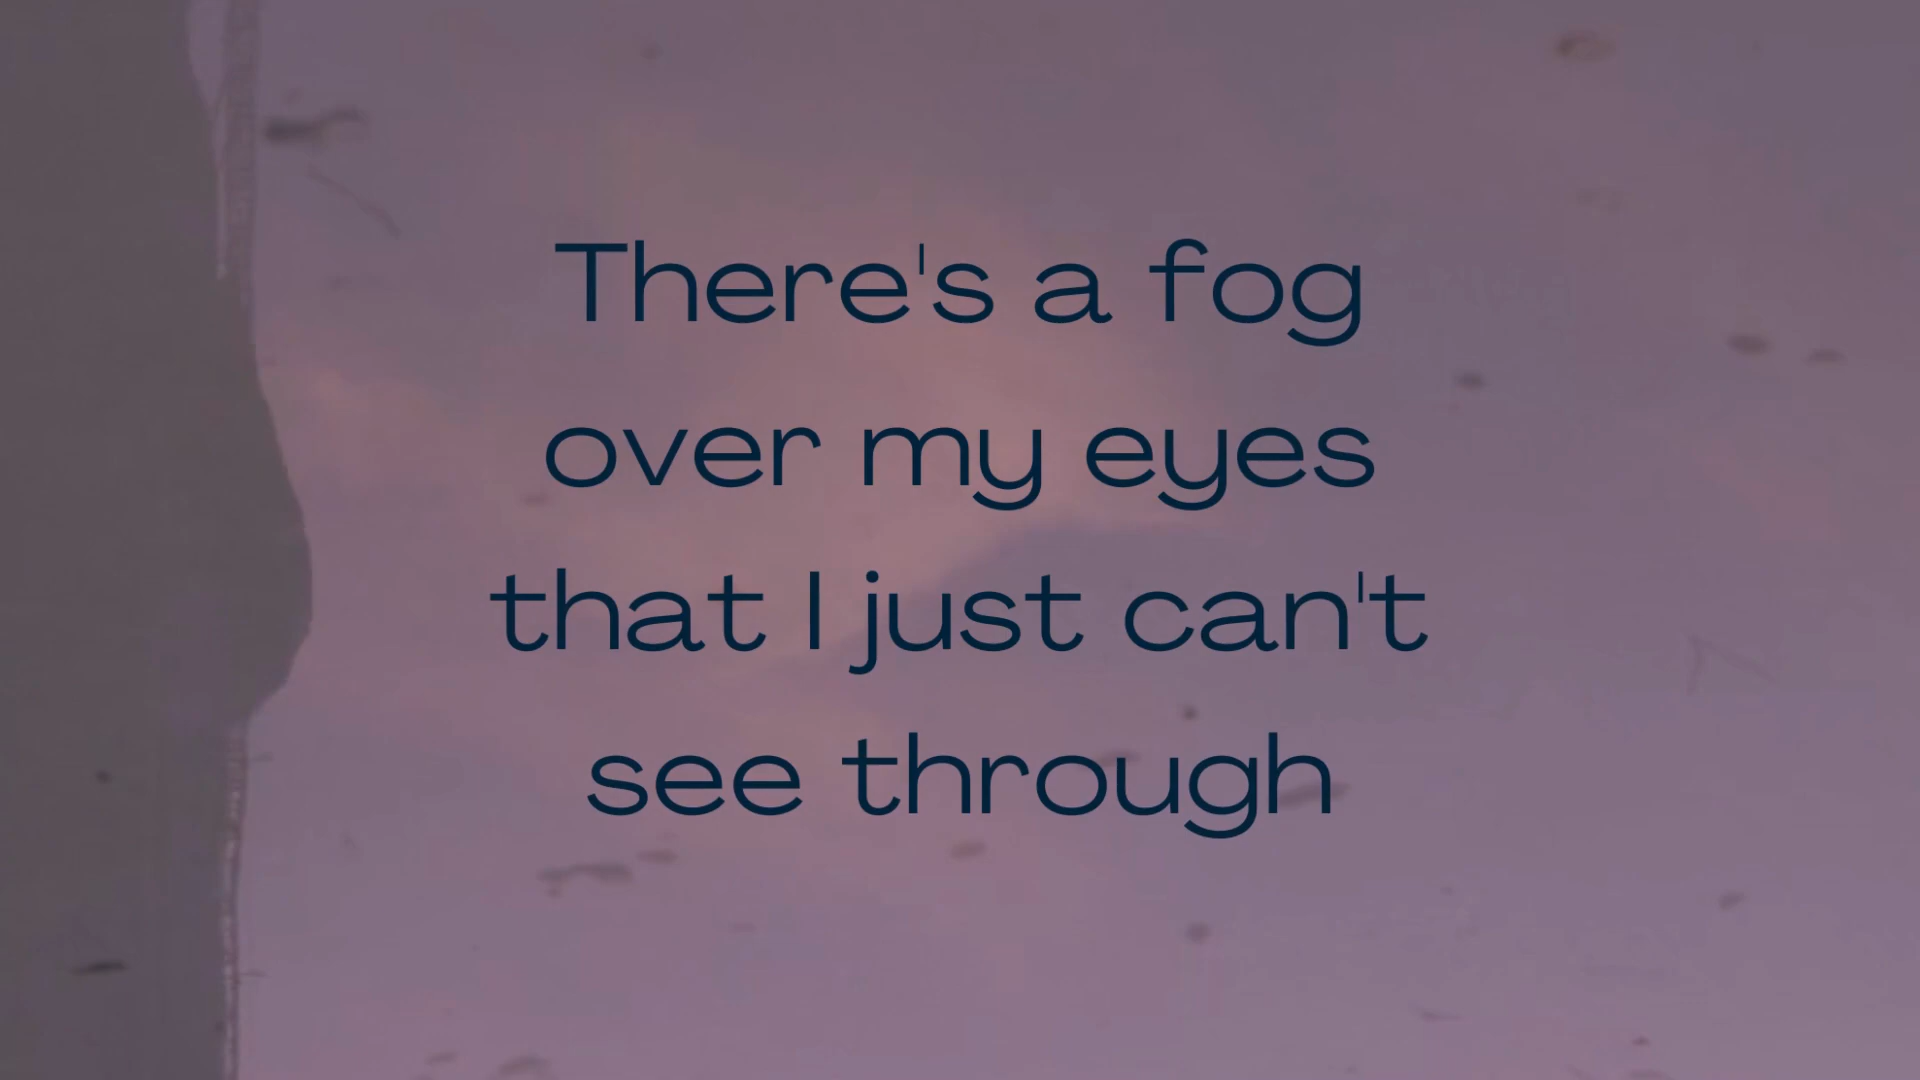 There's a fog
over my eyes
that I just can't
see through